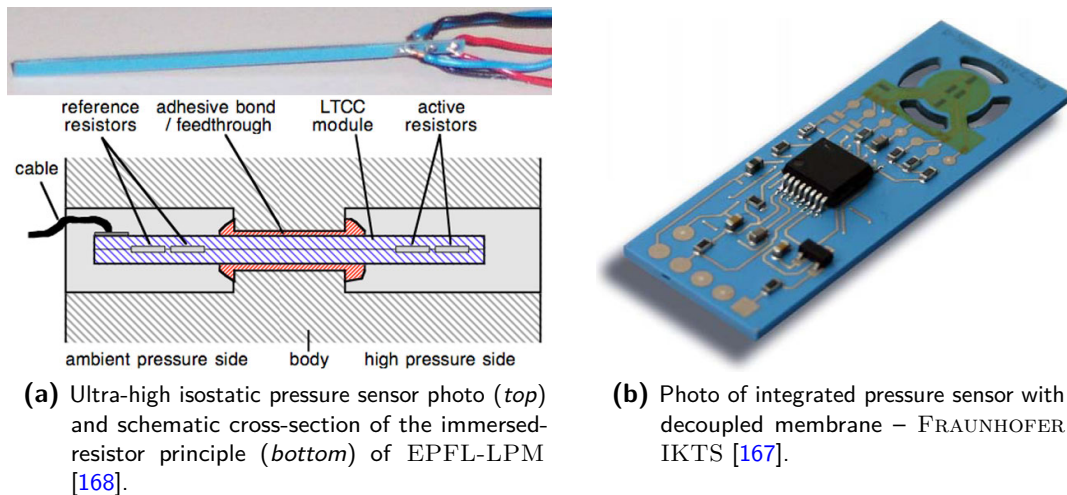 reference
resistors
adhesive bond
/ feedthrough
LTCC
module
active
resistors
cable
ambient pressure side
body
high pressure side
(a) Ultra-high isostatic pressure sensor photo (top)
and schematic cross-section of the immersed-
resistor principle (bottom) of EPFL-LPM
[168].
(b) Photo of integrated pressure sensor with
decoupled membrane – FRAUNHOFER
IKTS [167].